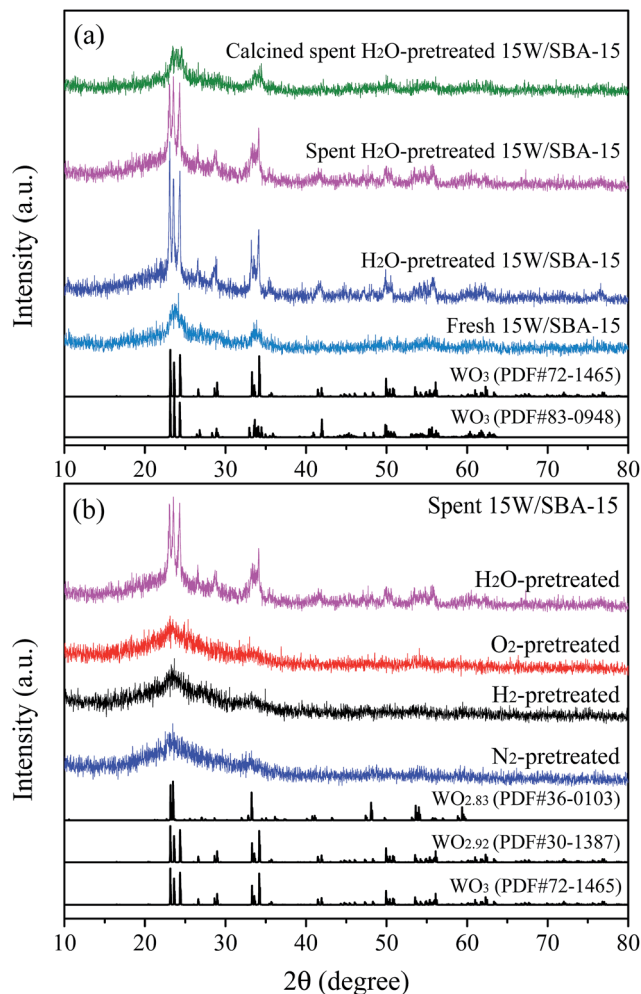 (a)
Calcined spent H2O-pretreated 15W/SBA-15
Spent H2O-pretreated 15W/SBA-15
H2O-pretreated 15W/SBA-15
Fresh 15W/SBA-15
WO3 (PDF#72-1465)
WO3 (PDF#83-0948)
Intensity (a.u.)
10 20 30 40 50 60 70 80
(b)
Spent 15W/SBA-15
H2O-pretreated
O2-pretreated
H2-pretreated
N2-pretreated
WO2.83 (PDF#36-0103)
WO2.92 (PDF#30-1387)
WO3 (PDF#72-1465)
Intensity (a.u.)
10 20 30 40 50 60 70 80
2θ (degree)